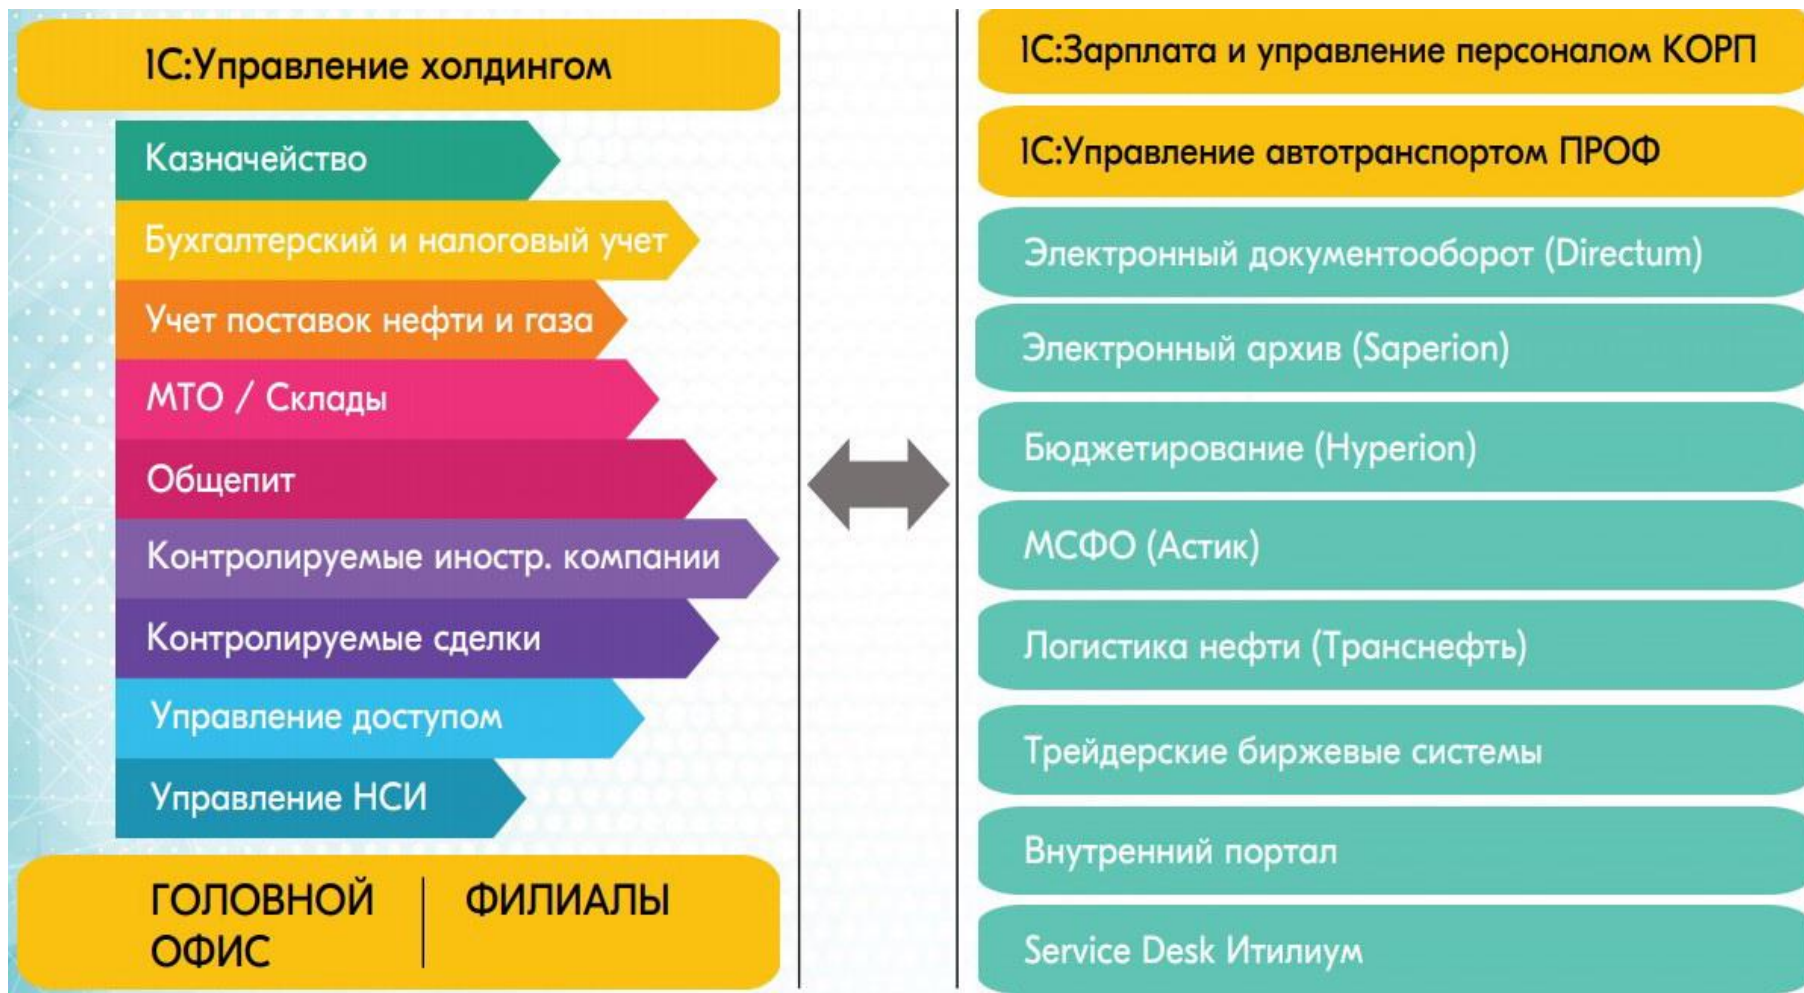 1С:Управление холдингом
Казначейство
Бухгалтерский и налоговый учет
Учет поставок нефти и газа
МТО / Склады
Общепит
Контролируемые иностр. компании
Контролируемые сделки
Управление доступом
Управление НСИ
ГОЛОВНОЙ
ОФИС
ФИЛИАЛЫ
1С:Зарплата и управление персоналом КОРП
1С:Управление автотранспортом ПРОФ
Электронный документооборот (Directum)
Электронный архив (Saperion)
Бюджетирование (Hyperion)
МСФО (Астик)
Логистика нефти (Транснефть)
Трейдерские биржевые системы
Внутренний портал
Service Desk Итилиум